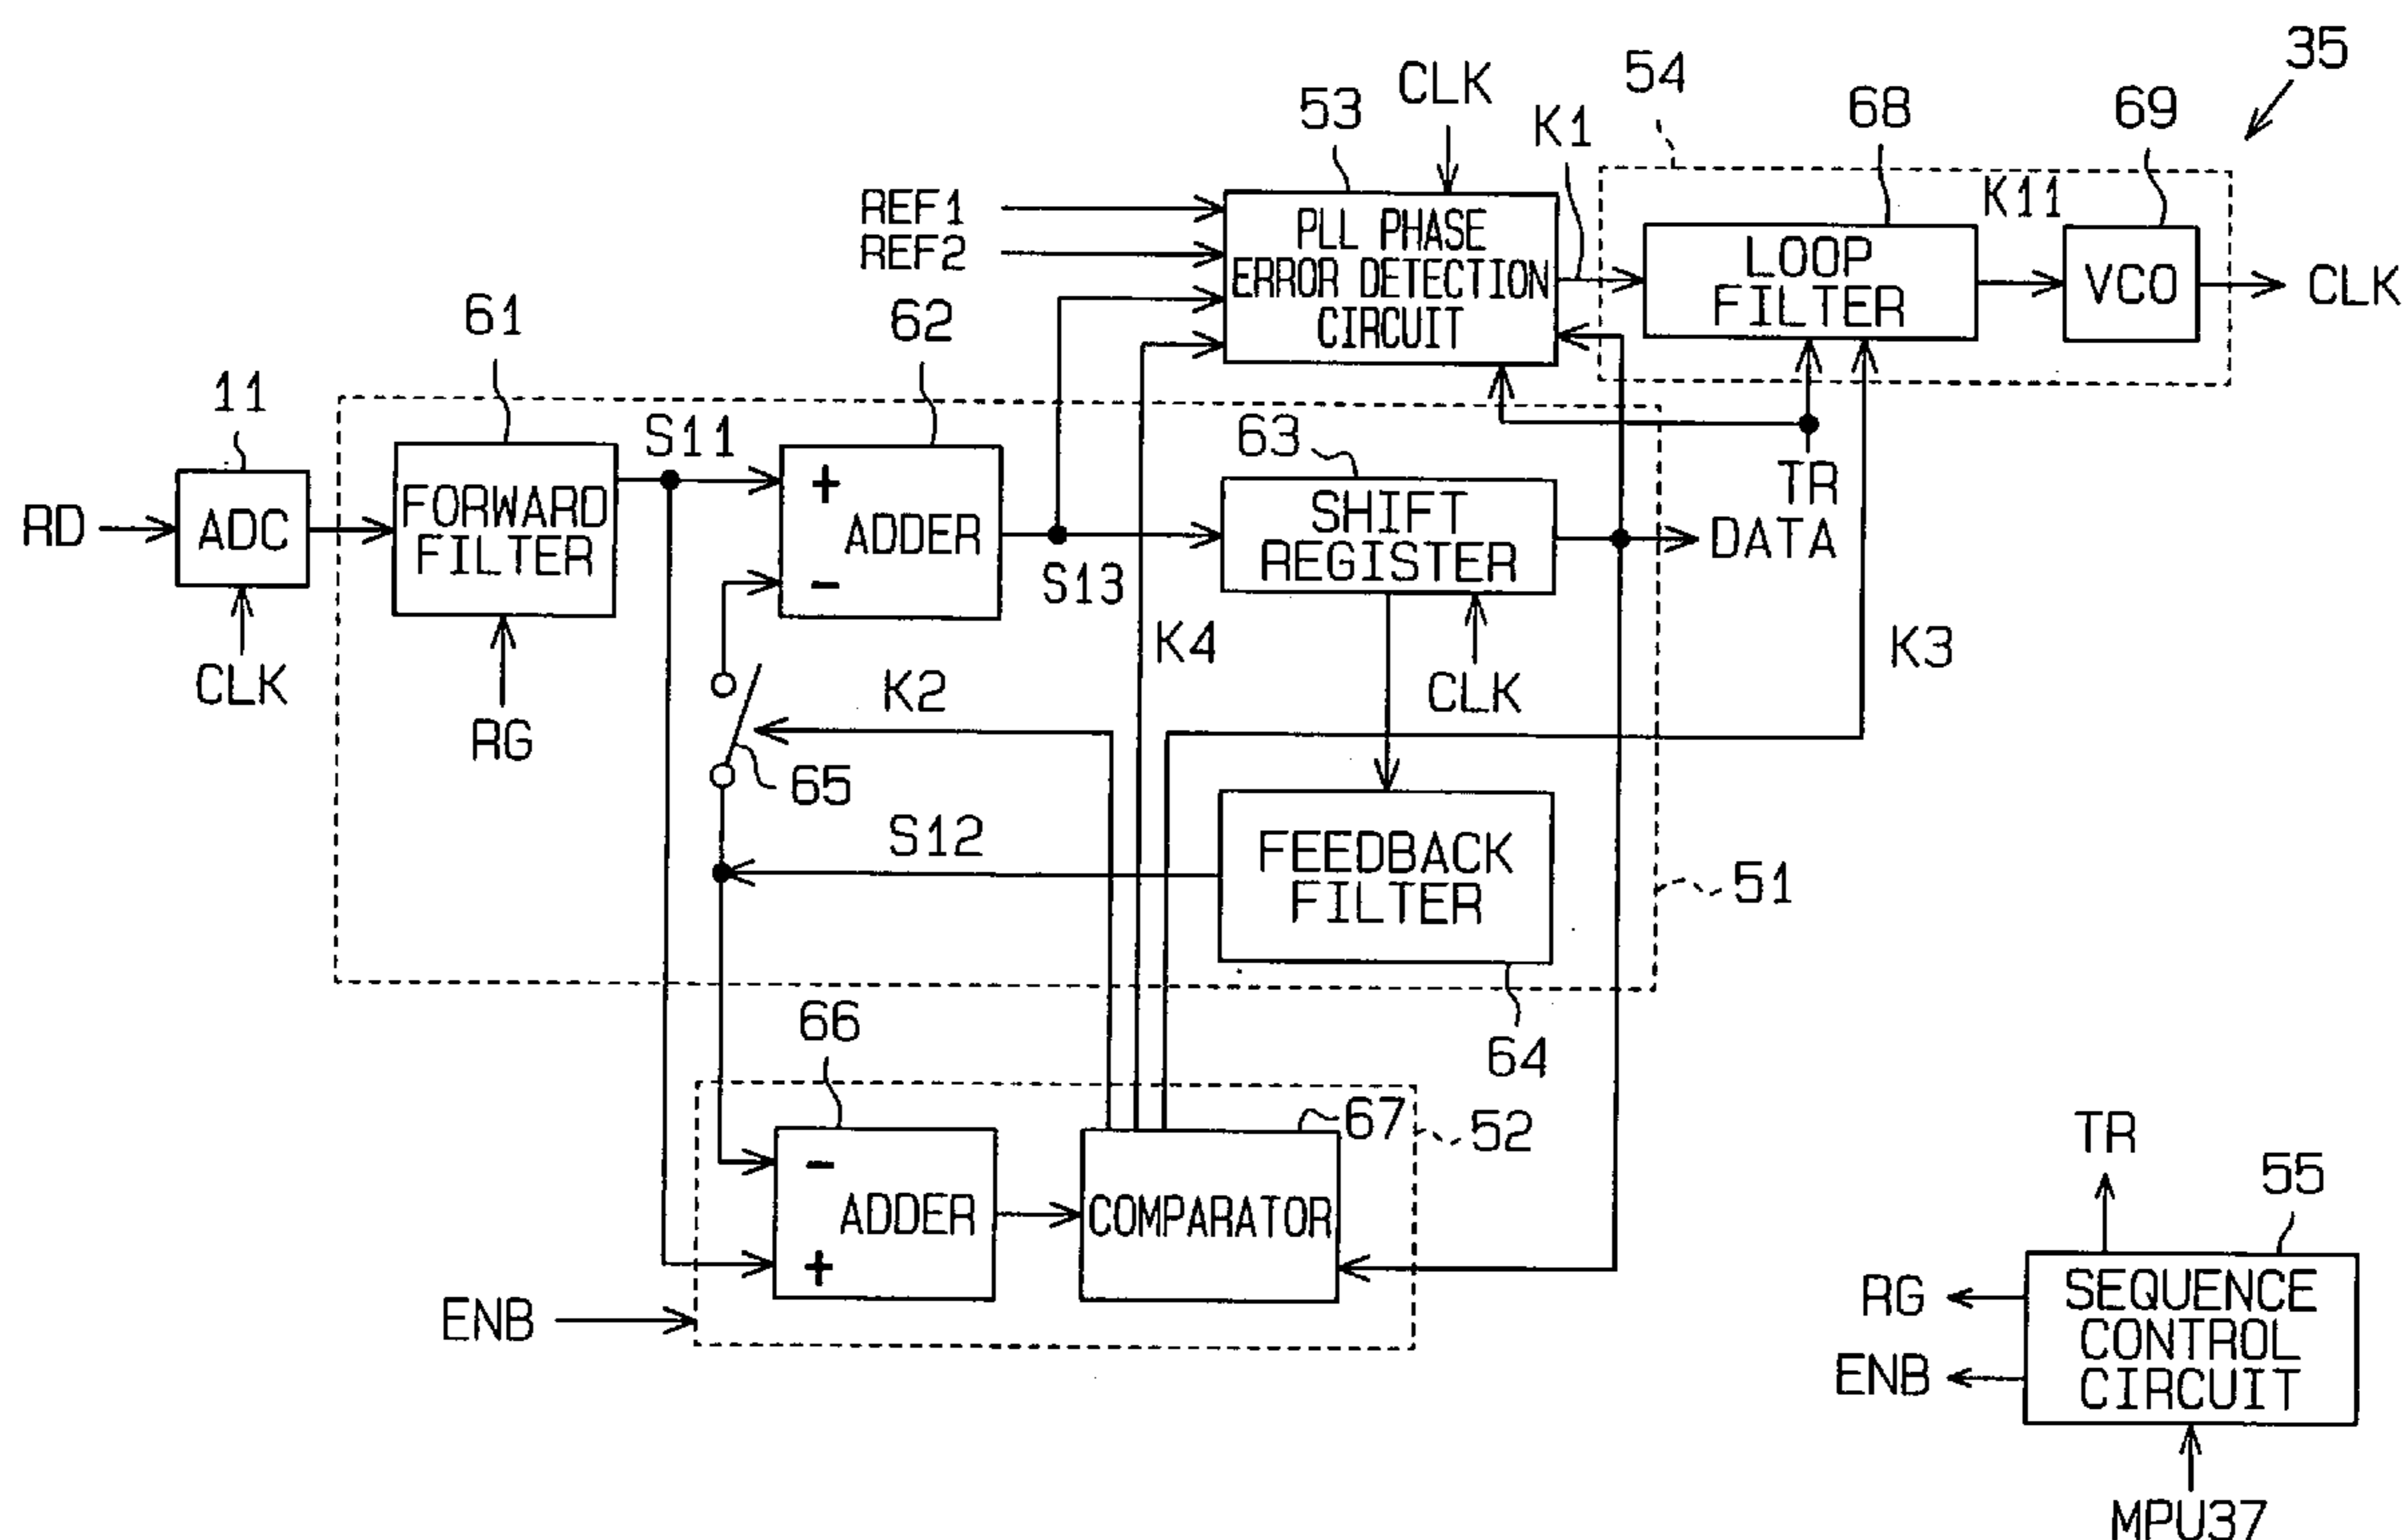 35
54
CLK
53
K1
68
69
REF1
REF2
PLL PHASE
ERROR DETECTION
CIRCUIT
K11
LOOP
FILTER
VCO
CLK
61
62
11
S11
63
TR
RD
ADC
FORWARD
FILTER
+
ADDER
-
SHIFT
REGISTER
DATA
S13
CLK
RG
K4
K3
K2
CLK
65
S12
FEEDBACK
FILTER
51
66
64
67
52
-
ADDER
+
COMPARATOR
ENB
TR
55
RG
ENB
SEQUENCE
CONTROL
CIRCUIT
MPU37